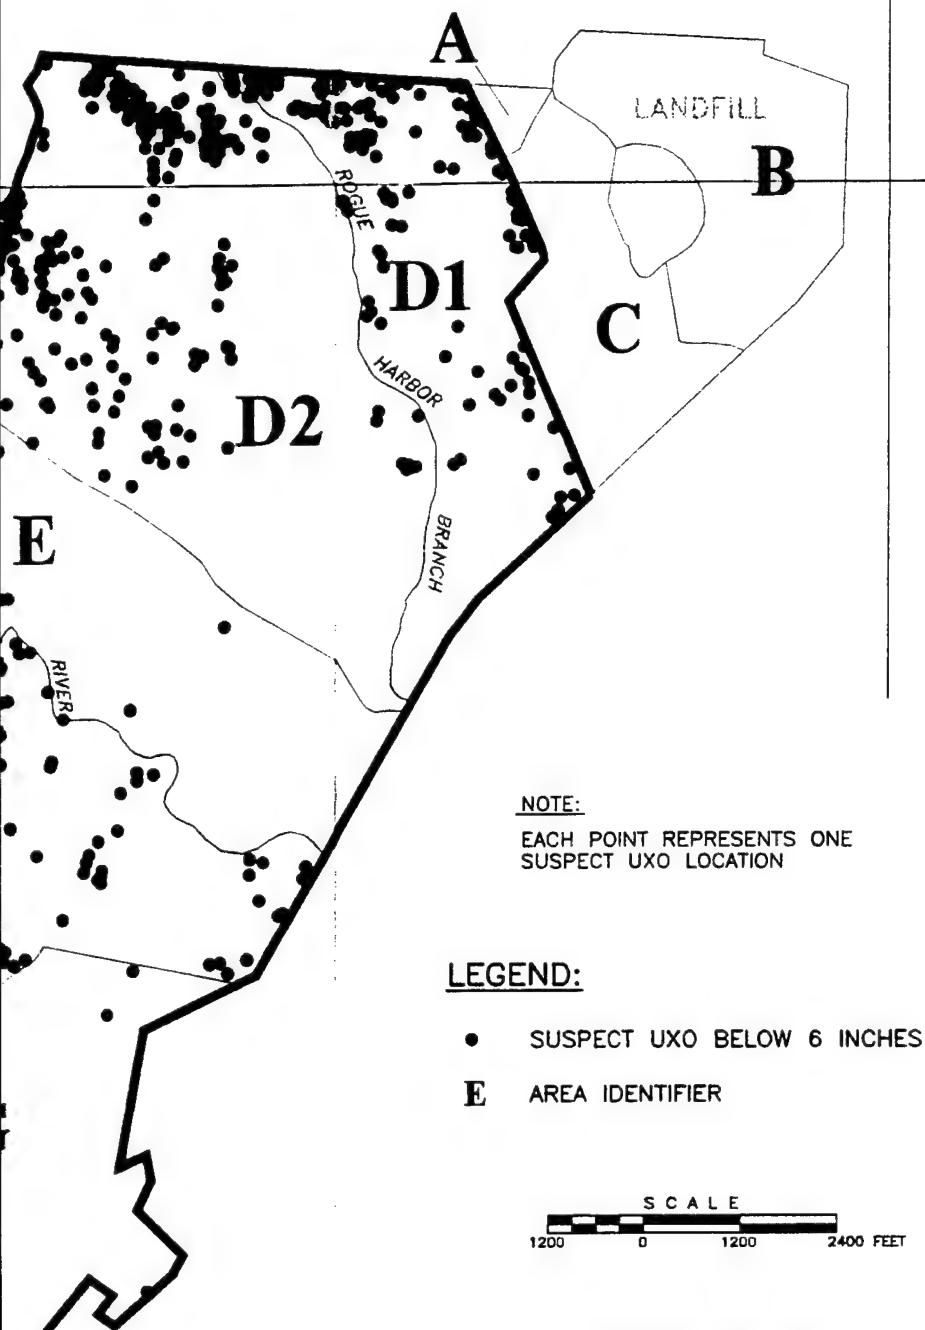 A
LANDFILL
B
ROGUE
D1
C
HARBOR
D2
BRANCH
E
RIVER
NOTE:
EACH POINT REPRESENTS ONE
SUSPECT UXO LOCATION
LEGEND:
SUSPECT UXO BELOW 6 INCHES
E AREA IDENTIFIER
SCALE
1200 0 1200 2400 FEET